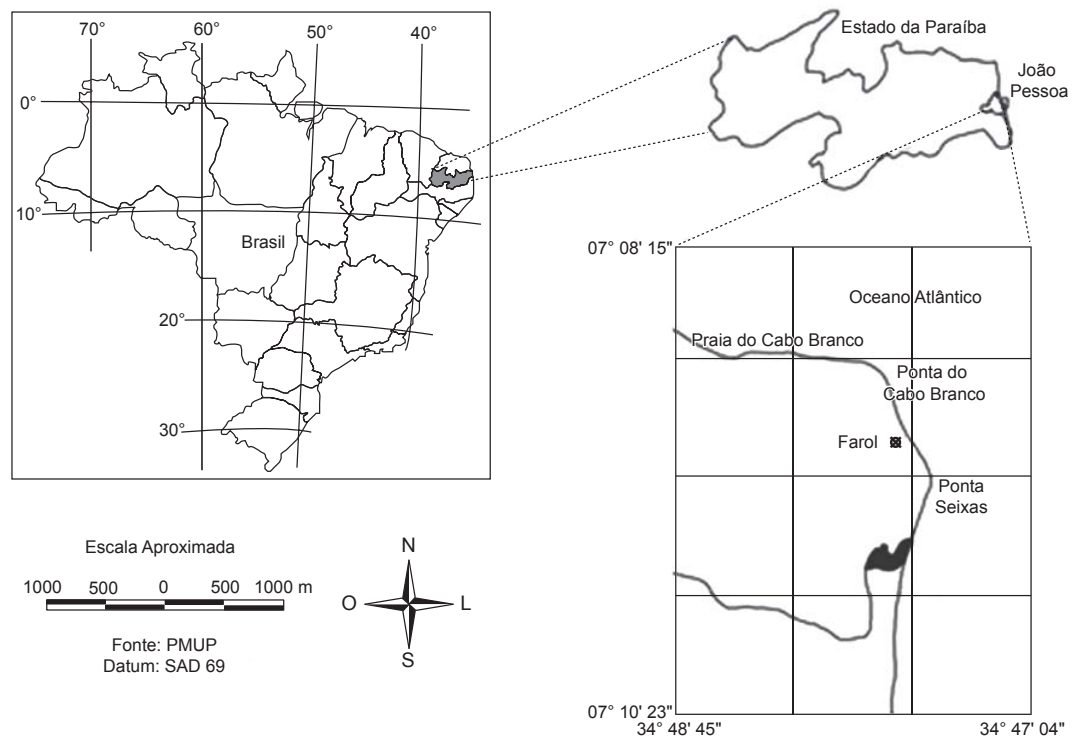 70°
60°
50°
40°
0°
10°
20°
30°
Brasil
Estado da Paraíba
João
Pessoa
07° 08' 15"
Oceano Atlântico
Praia do Cabo Branco
Ponta do
Cabo Branco
Farol
Ponta
Seixas
07° 10' 23"
34° 48' 45"
34° 47' 04"
Escala Aproximada
1000 500 0 500 1000 m
Fonte: PMUP
Datum: SAD 69
N
O
L
S